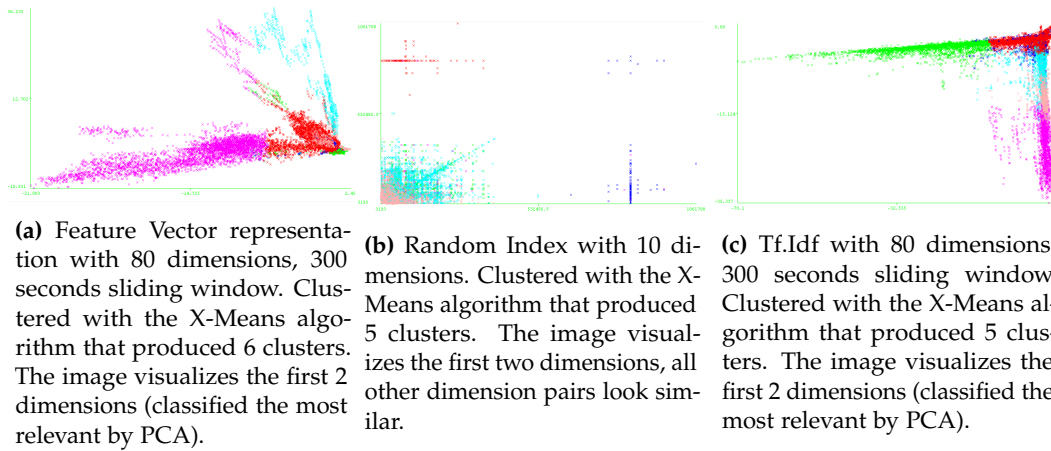 (a) Feature Vector representa-
tion with 80 dimensions, 300
seconds sliding window. Clus-
tered with the X-Means algo-
rithm that produced 6 clusters.
The image visualizes the first 2
dimensions (classified the most
relevant by PCA).
(b) Random Index with 10 di-
mensions. Clustered with the X-
Means algorithm that produced
5 clusters. The image visual-
izes the first two dimensions, all
other dimension pairs look sim-
ilar.
(c) Tf.Idf with 80 dimensions
300 seconds sliding window
Clustered with the X-Means al-
gorithm that produced 5 clus-
ters. The image visualizes the
first 2 dimensions (classified the
most relevant by PCA).